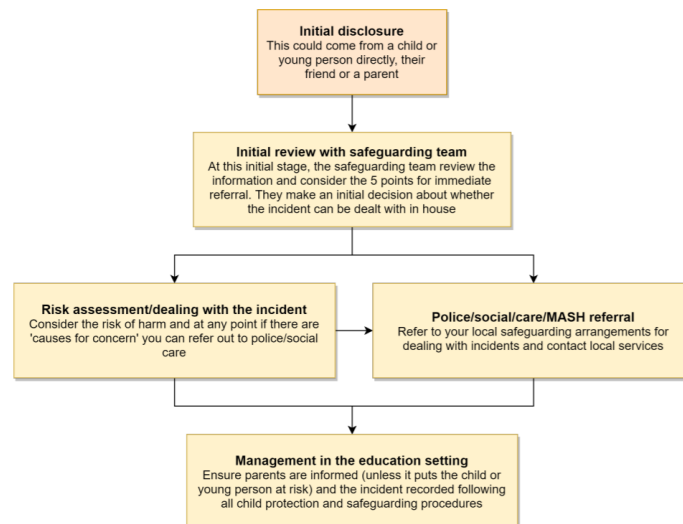 Initial disclosure
This could come from a child or
young person directly, their
friend or a parent
Initial review with safeguarding team
At this initial stage, the safeguarding team review the
information and consider the 5 points for immediate
referral. They make an initial decision about whether
the incident can be dealt with in house
Risk assessment/dealing with the incident
Consider the risk of harm and at any point if there are
'causes for concern' you can refer out to police/social
care
Police/social/care/MASH referral
Refer to your local safeguarding arrangements for
dealing with incidents and contact local services
Management in the education setting
Ensure parents are informed (unless it puts the child or
young person at risk) and the incident recorded following
all child protection and safeguarding procedures